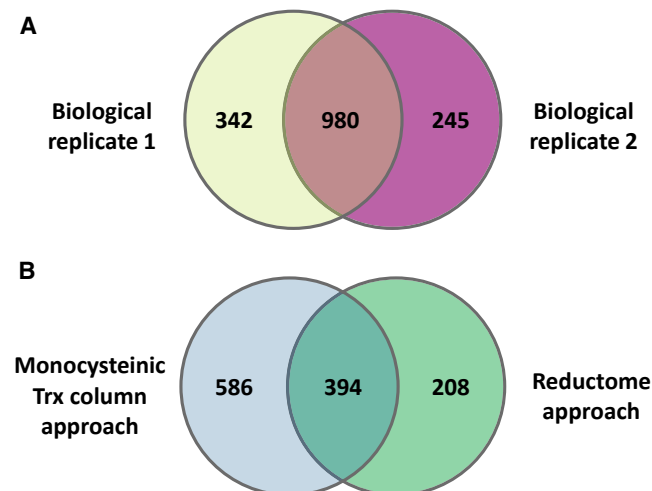 A
Biological
replicate 1
342
980
245
Biological
replicate 2
B
Monocysteinic
Trx column
approach
586
394
208
Reductome
approach